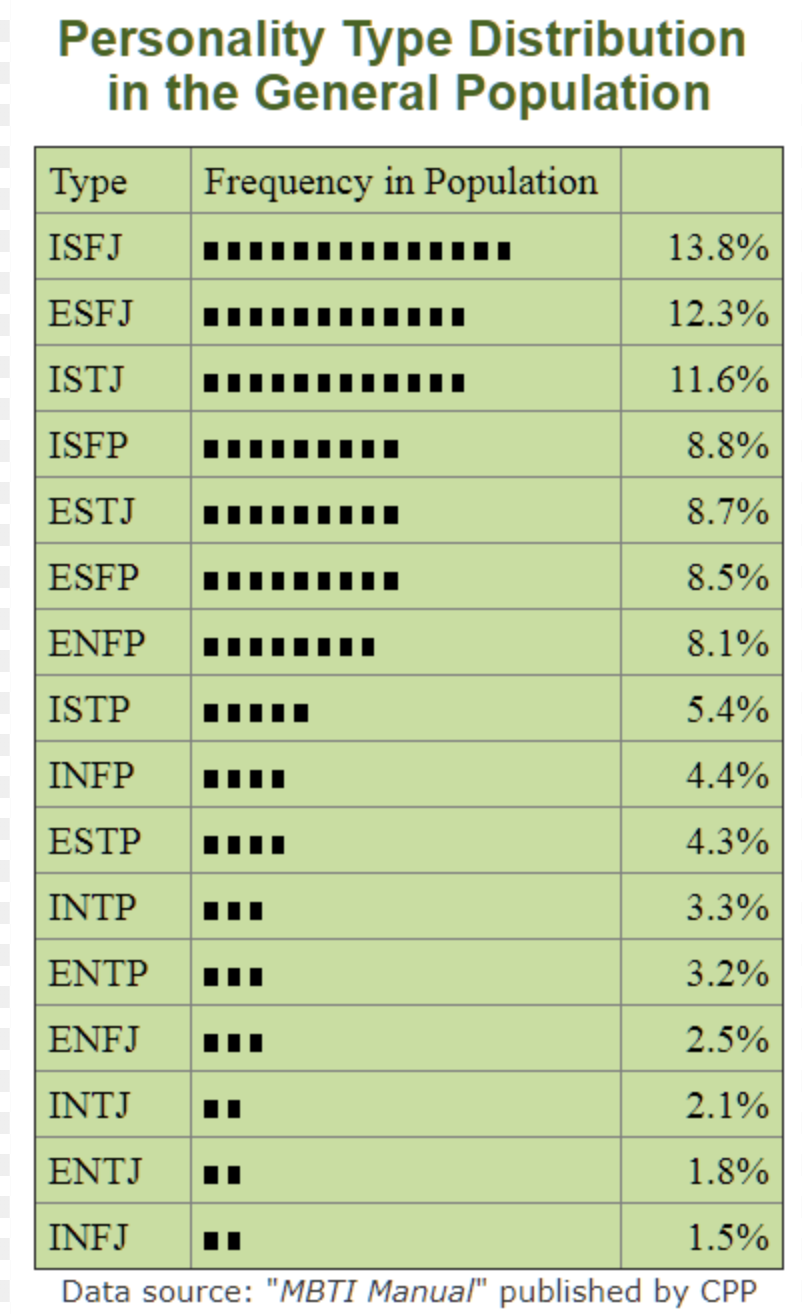 Personality Type Distribution
in the General Population
Type Frequency in Population
ISFJ 13.8%
ESFJ 12.3%
ISTJ 11.6%
ISFP 8.8%
ESTJ 8.7%
ESFP 8.5%
ENFP 8.1%
ISTP 5.4%
INFP 4.4%
ESTP 4.3%
INTP 3.3%
ENTP 3.2%
ENFJ 2.5%
INTJ 2.1%
ENTJ 1.8%
INFJ 1.5%
Data source: "MBTI Manual" published by CPP